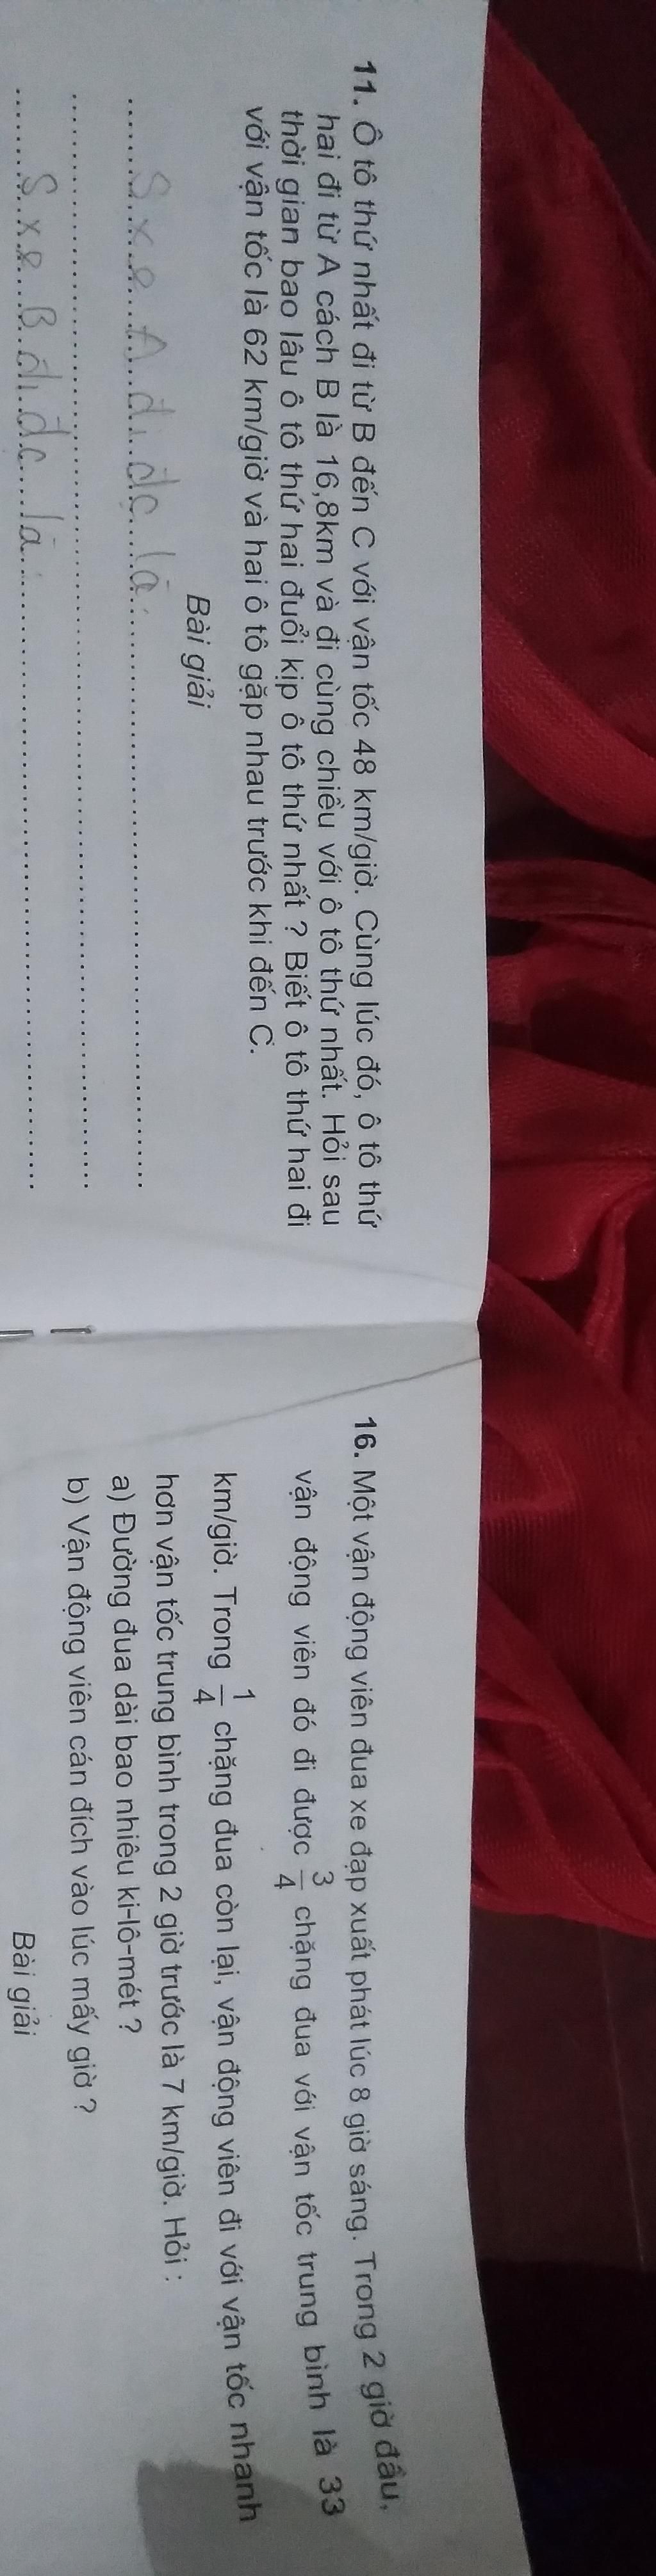 11. Ô tô thứ nhất đi từ B đến C với vận tốc 48 km/giờ. Cùng lúc đó, ô tô thứ
hai đi từ A cách B là 16,8km và đi cùng chiều với ô tô thứ nhất. Hỏi sau
thời gian bao lâu ô tô thứ hai đuổi kịp ô tô thứ nhất ? Biết ô tô thứ hai đi
với vận tốc là 62 km/giờ và hai ô tô gặp nhau trước khi đến C.
Bài giải
S xe A đi đc là:
S xe B đi đc là:
16. Một vận động viên đua xe đạp xuất phát lúc 8 giờ sáng. Trong 2 giờ đầu,
vận động viên đó đi được 3/4 chặng đua với vận tốc trung bình là 33
km/giờ. Trong 1/4 chặng đua còn lại, vận động viên đi với vận tốc nhanh
hơn vận tốc trung bình trong 2 giờ trước là 7 km/giờ. Hỏi :
a) Đường đua dài bao nhiêu ki-lô-mét ?
b) Vận động viên cán đích vào lúc mấy giờ ?
Bài giải